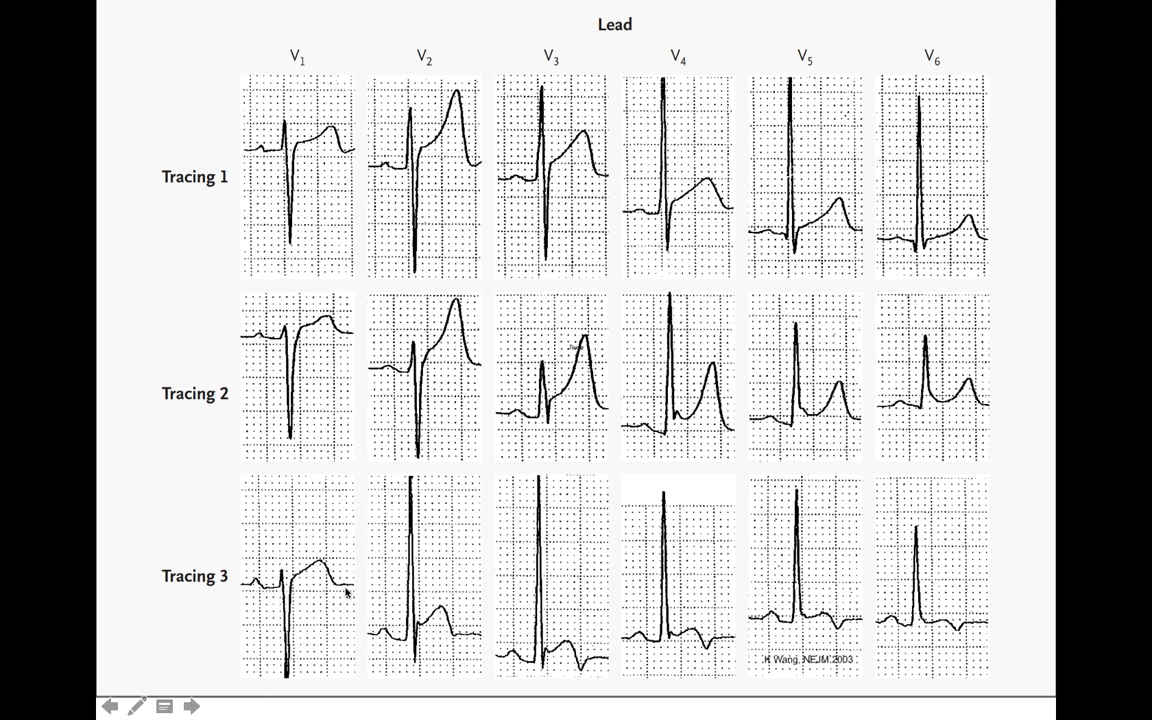 Lead
V₁ V₂ V₃ V₄ V₅ V₆
Tracing 1
Tracing 2
Tracing 3
K Wang, NEJM 2003